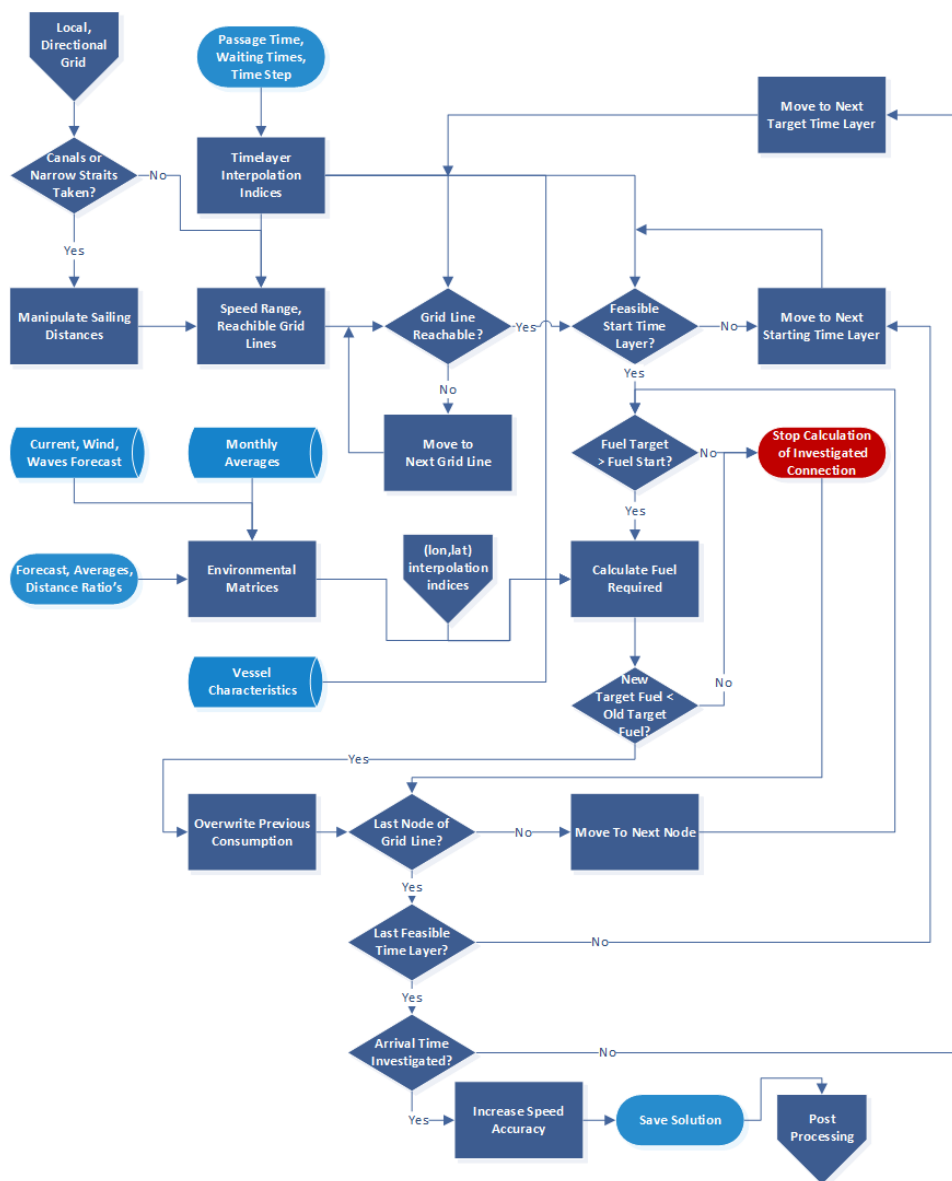 Local,
Directional
Grid
Passage Time,
Waiting Times,
Time Step
Move to Next
Target Time Layer
Canals or
Narrow Straits
Taken?
No
Timelayer
Interpolation
Indices
Yes
Manipulate Sailing
Distances
Speed Range,
Reachible Grid
Lines
Grid Line
Reachable?
Yes
Feasible
Start Time
Layer?
No
Move to Next
Starting Time Layer
No
Yes
Move to
Next Grid Line
Current, Wind,
Waves Forecast
Monthly
Averages
Fuel Target
> Fuel Start?
No
Stop Calculation
of Investigated
Connection
Yes
Forecast, Averages,
Distance Ratio's
Environmental
Matrices
(lon,lat)
interpolation
indices
Calculate Fuel
Required
Vessel
Characteristics
New
Target Fuel <
Old Target
Fuel?
No
Yes
Overwrite Previous
Consumption
Last Node of
Grid Line?
No
Move To Next Node
Yes
Last Feasible
Time Layer?
No
Yes
Arrival Time
Investigated?
No
Yes
Increase Speed
Accuracy
Save Solution
Post
Processing